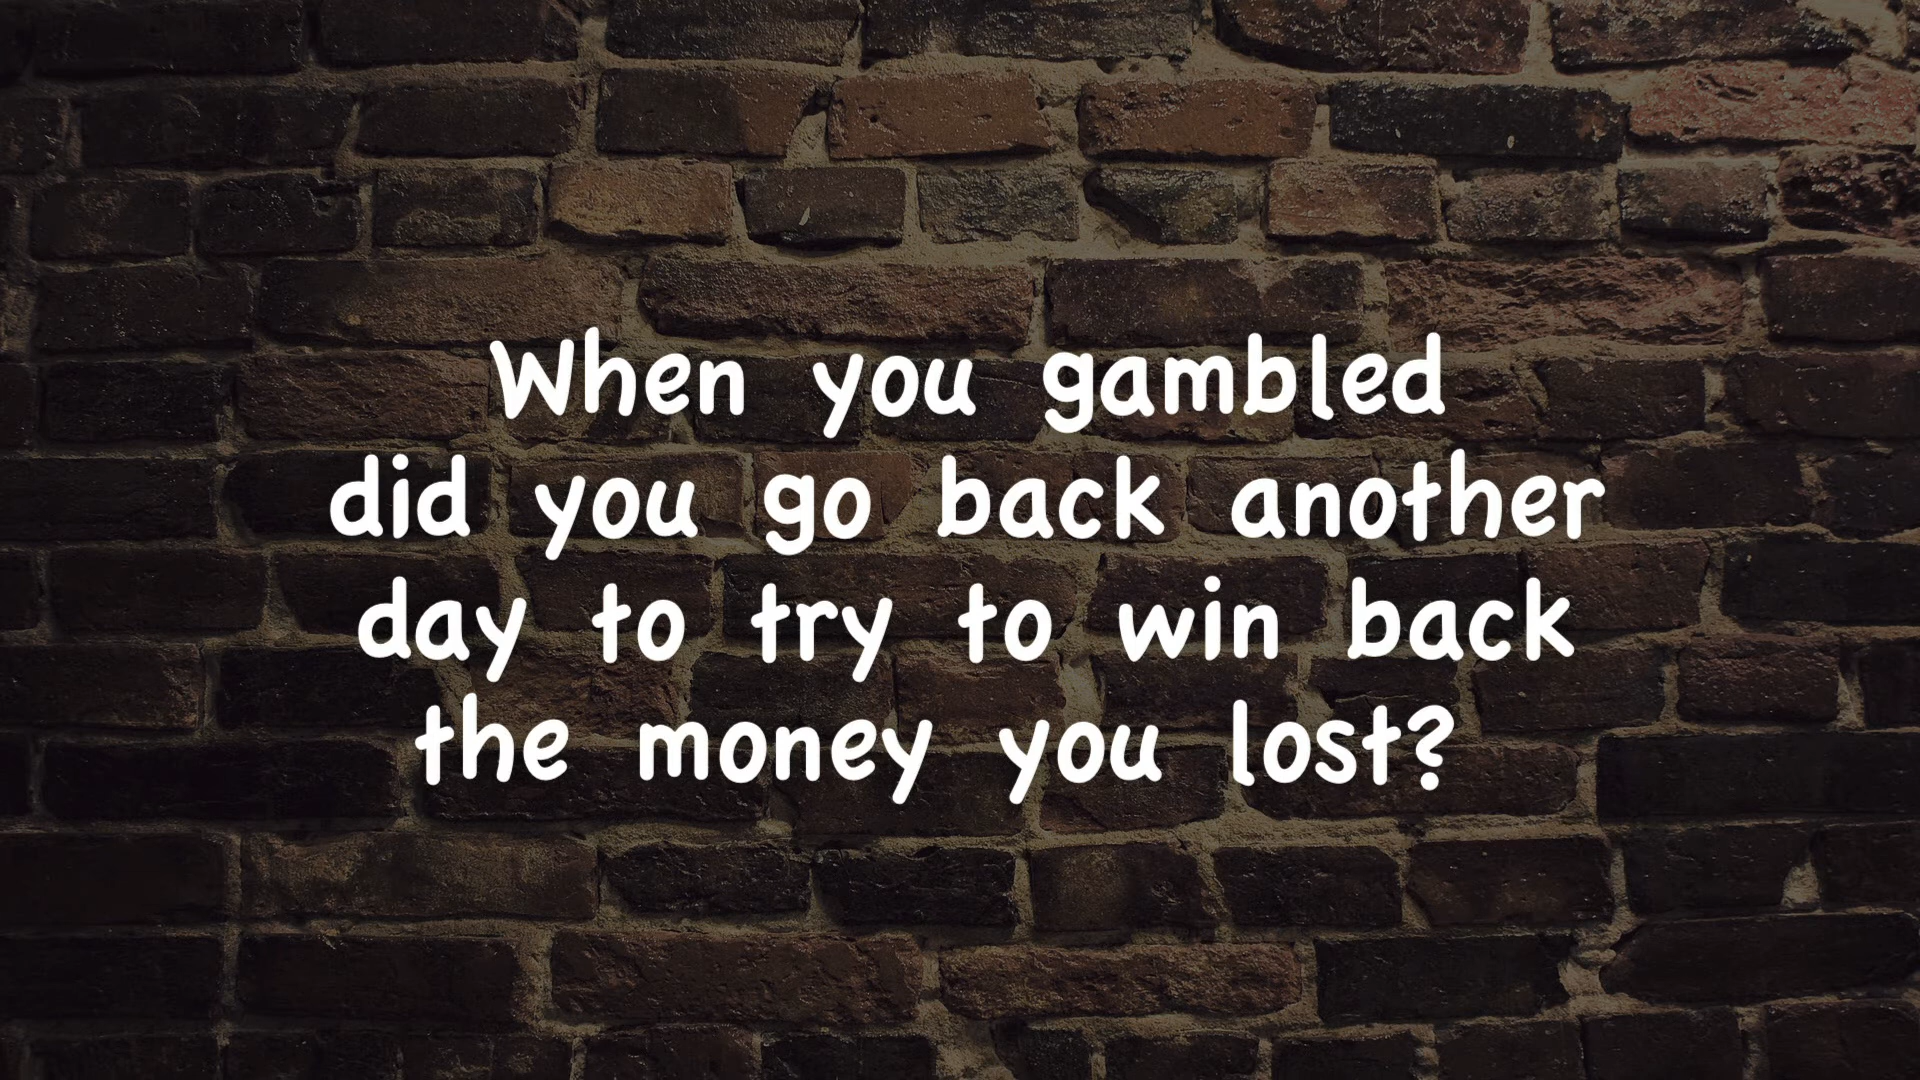 When you gambled
did you go back another
day to try to win back
the money you lost?